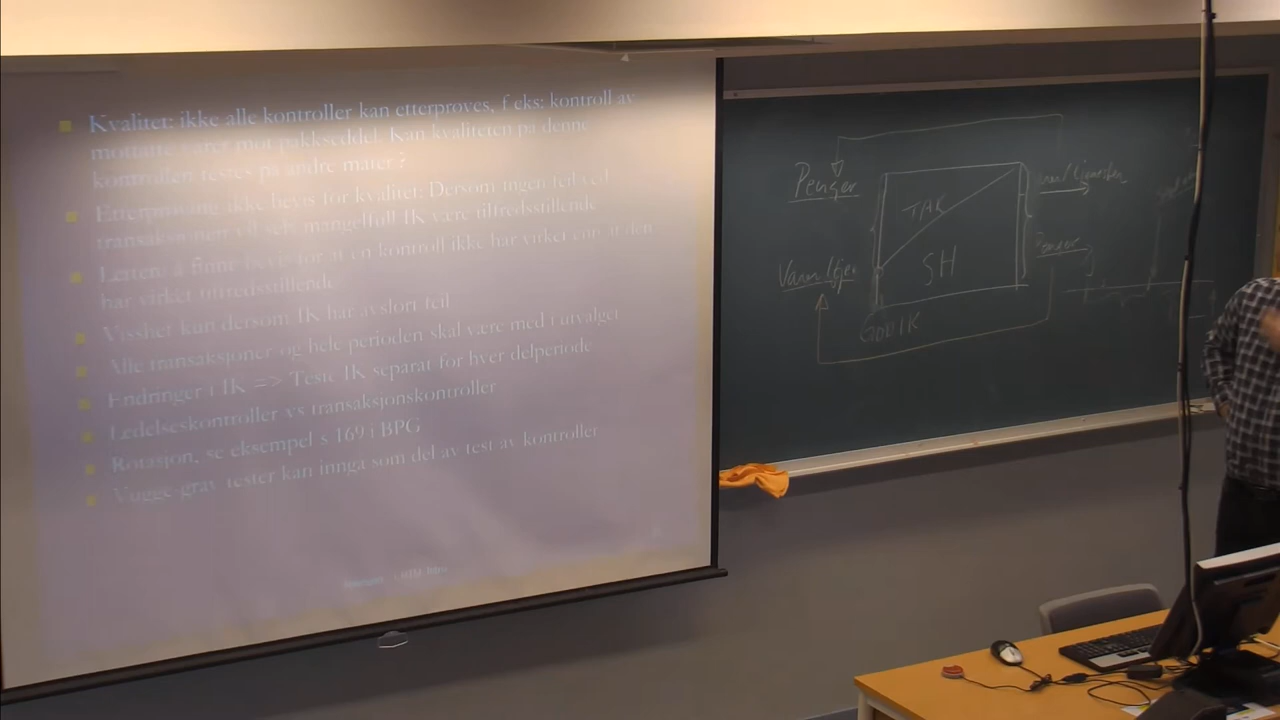 Kvalitet: ikke alle kontroller kan etterprøves, f eks: kontroll av
mottatte varer mot pakkseddel. Kan kvaliteten på denne
kontrollen testes på andre måter ?
Etterprøving ikke bevis for kvalitet: Dersom ingen feil ved
transaksjonen vil selv mangelfull IK være tilfredsstillende
Lettere å finne bevis for at en kontroll ikke har virket enn at den
har virket tilfredsstillende
Visshet kun dersom IK har avslørt feil
Alle transaksjoner og hele perioden skal være med i utvalget
Endringer i IK => Teste IK separat for hver delperiode
Ledelseskontroller vs transaksjonskontroller
Rotasjon, se eksempel s 169 i BPG
Vugge-grav tester kan inngå som del av test av kontroller
Penger
TAK
SH
GOD IK
Penger